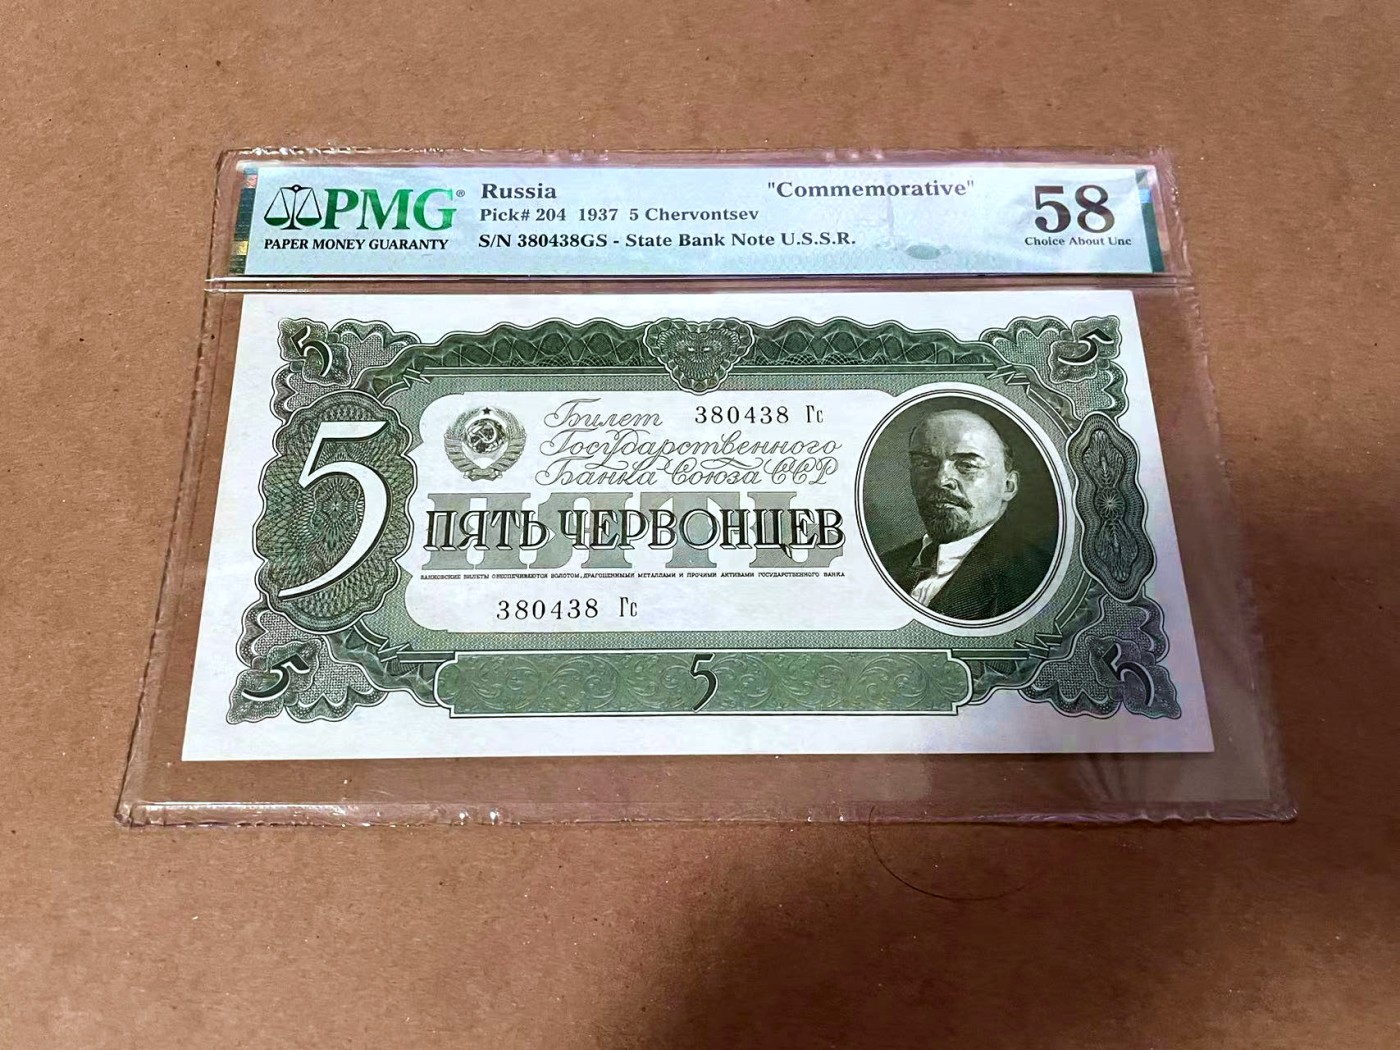 PMG®
PAPER MONEY GUARANTY
Russia "Commemorative"
Pick# 204 1937 5 Chervontsev
S/N 380438GS - State Bank Note U.S.S.R.
58
Choice About Unc
5 5
Билет 380438 Гс
Государственного
Банка Союза ССР
5
ПЯТЬ
ПЯТЬ ЧЕРВОНЦЕВ
БАНКОВСКИЕ БИЛЕТЫ ОБЕСПЕЧИВАЮТСЯ ЗОЛОТОМ, ДРАГОЦЕННЫМИ МЕТАЛЛАМИ И ПРОЧИМИ АКТИВАМИ ГОСУДАРСТВЕННОГО БАНКА
380438 Гс
5 5 5